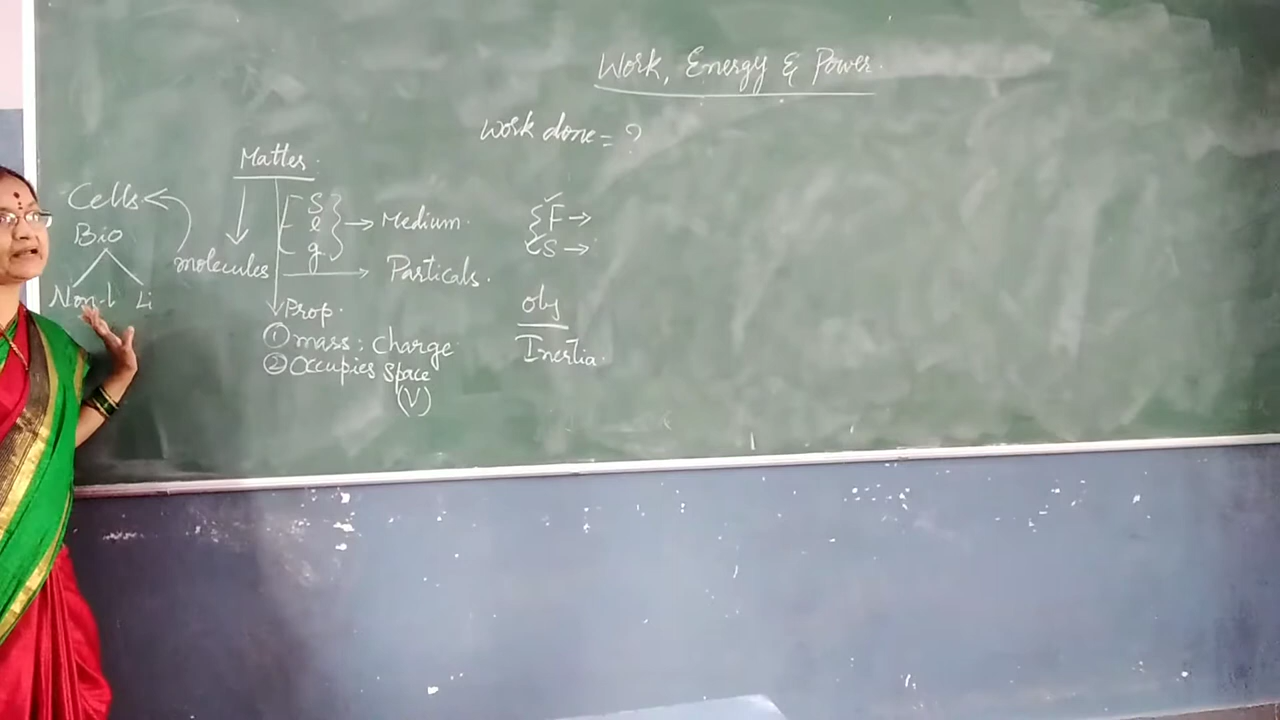 Work, Energy & Power.
Work done = ?
Matter.
Cells
Bio
Non-l Li
molecules
S
l
g
→ Medium.
→ Particals.
Prop.
① mass : charge
② Occupies space
(V)
F →
S →
obj
Inertia.